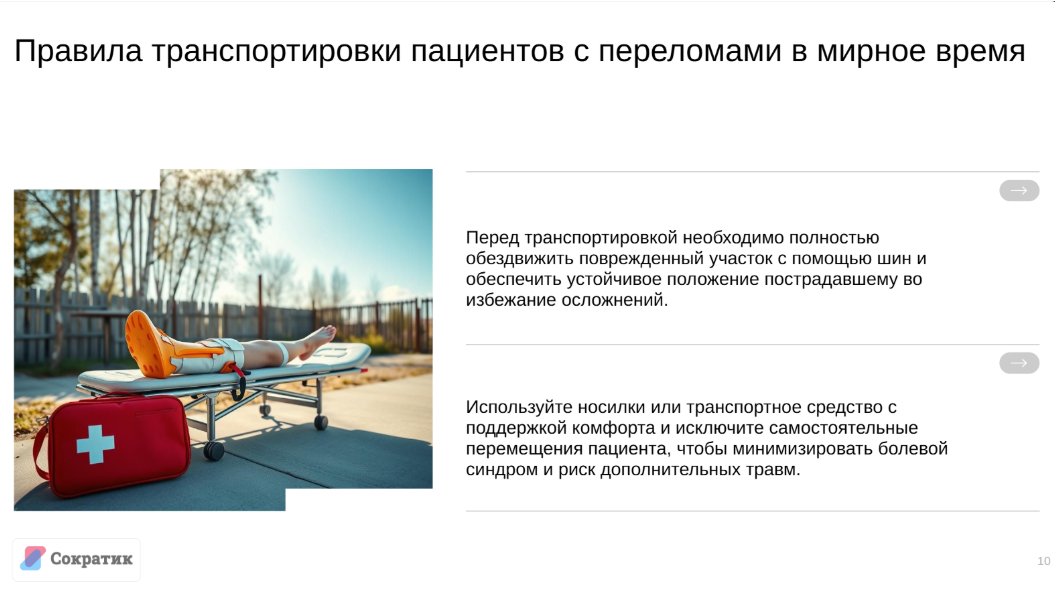 Правила транспортировки пациентов с переломами в мирное время
Перед транспортировкой необходимо полностью
обездвижить поврежденный участок с помощью шин и
обеспечить устойчивое положение пострадавшему во
избежание осложнений.
Используйте носилки или транспортное средство с
поддержкой комфорта и исключите самостоятельные
перемещения пациента, чтобы минимизировать болевой
синдром и риск дополнительных травм.
Сократик
10